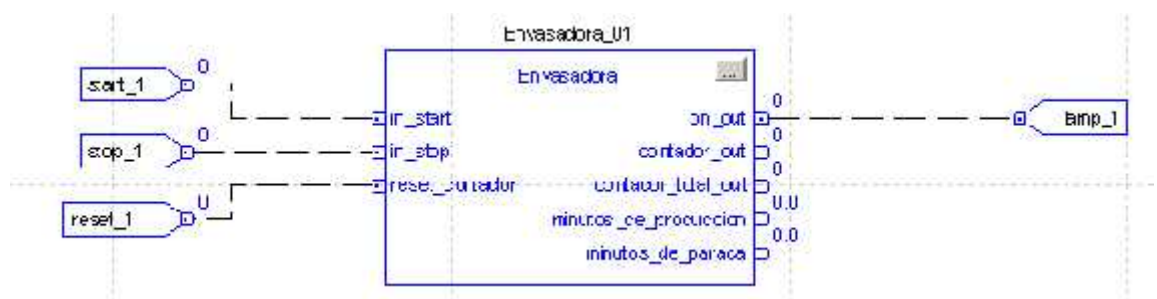 Envasadora_01
Envasadora
...
start_1
0
in_start
on_out
0
lamp_1
stop_1
0
in_stop
contador_out
0
reset_1
0
reset_contador
contador_total_out
0
minutos_de_produccion
0.0
minutos_de_parada
0.0